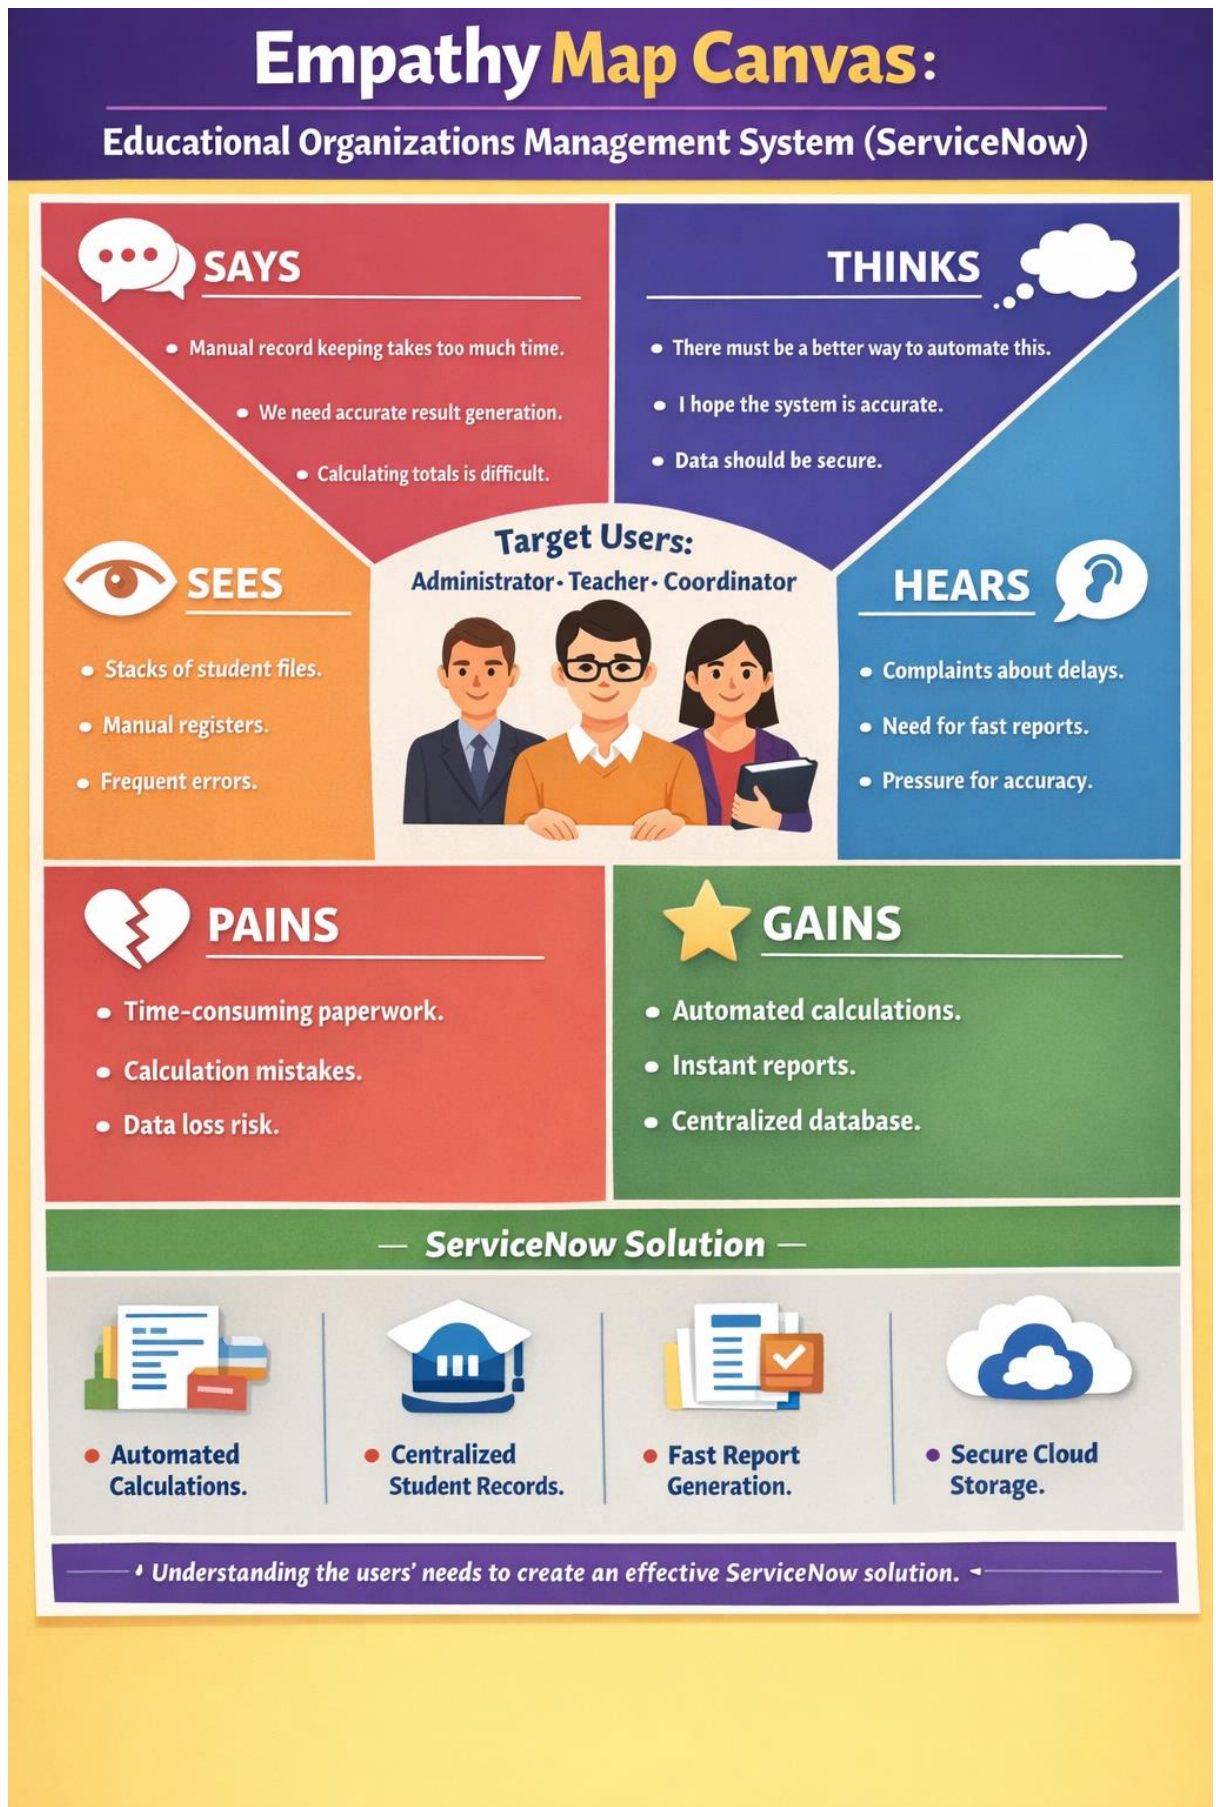 Empathy Map Canvas:
Educational Organizations Management System (ServiceNow)
SAYS
• Manual record keeping takes too much time.
• We need accurate result generation.
• Calculating totals is difficult.
THINKS
• There must be a better way to automate this.
• I hope the system is accurate.
• Data should be secure.
Target Users:
Administrator · Teacher · Coordinator
SEES
• Stacks of student files.
• Manual registers.
• Frequent errors.
HEARS
• Complaints about delays.
• Need for fast reports.
• Pressure for accuracy.
PAINS
• Time-consuming paperwork.
• Calculation mistakes.
• Data loss risk.
GAINS
• Automated calculations.
• Instant reports.
• Centralized database.
— ServiceNow Solution —
• Automated
Calculations.
• Centralized
Student Records.
• Fast Report
Generation.
• Secure Cloud
Storage.
Understanding the users' needs to create an effective ServiceNow solution.